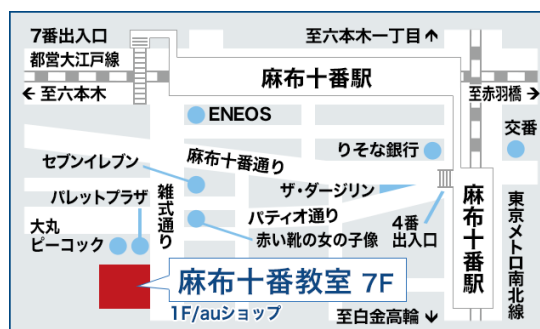 7番出入口
都営大江戸線
← 至六本木
至六本木一丁目 ↑
麻布十番駅
至赤羽橋 →
ENEOS
交番
りそな銀行
セブンイレブン
麻布十番通り
パレットプラザ
雑式通り
ザ・ダージリン
パティオ通り
4番
出入口
大丸
ピーコック
赤い靴の女の子像
麻布十番駅
東京メトロ南北線
麻布十番教室 7F
1F/auショップ
至白金高輪 ↓